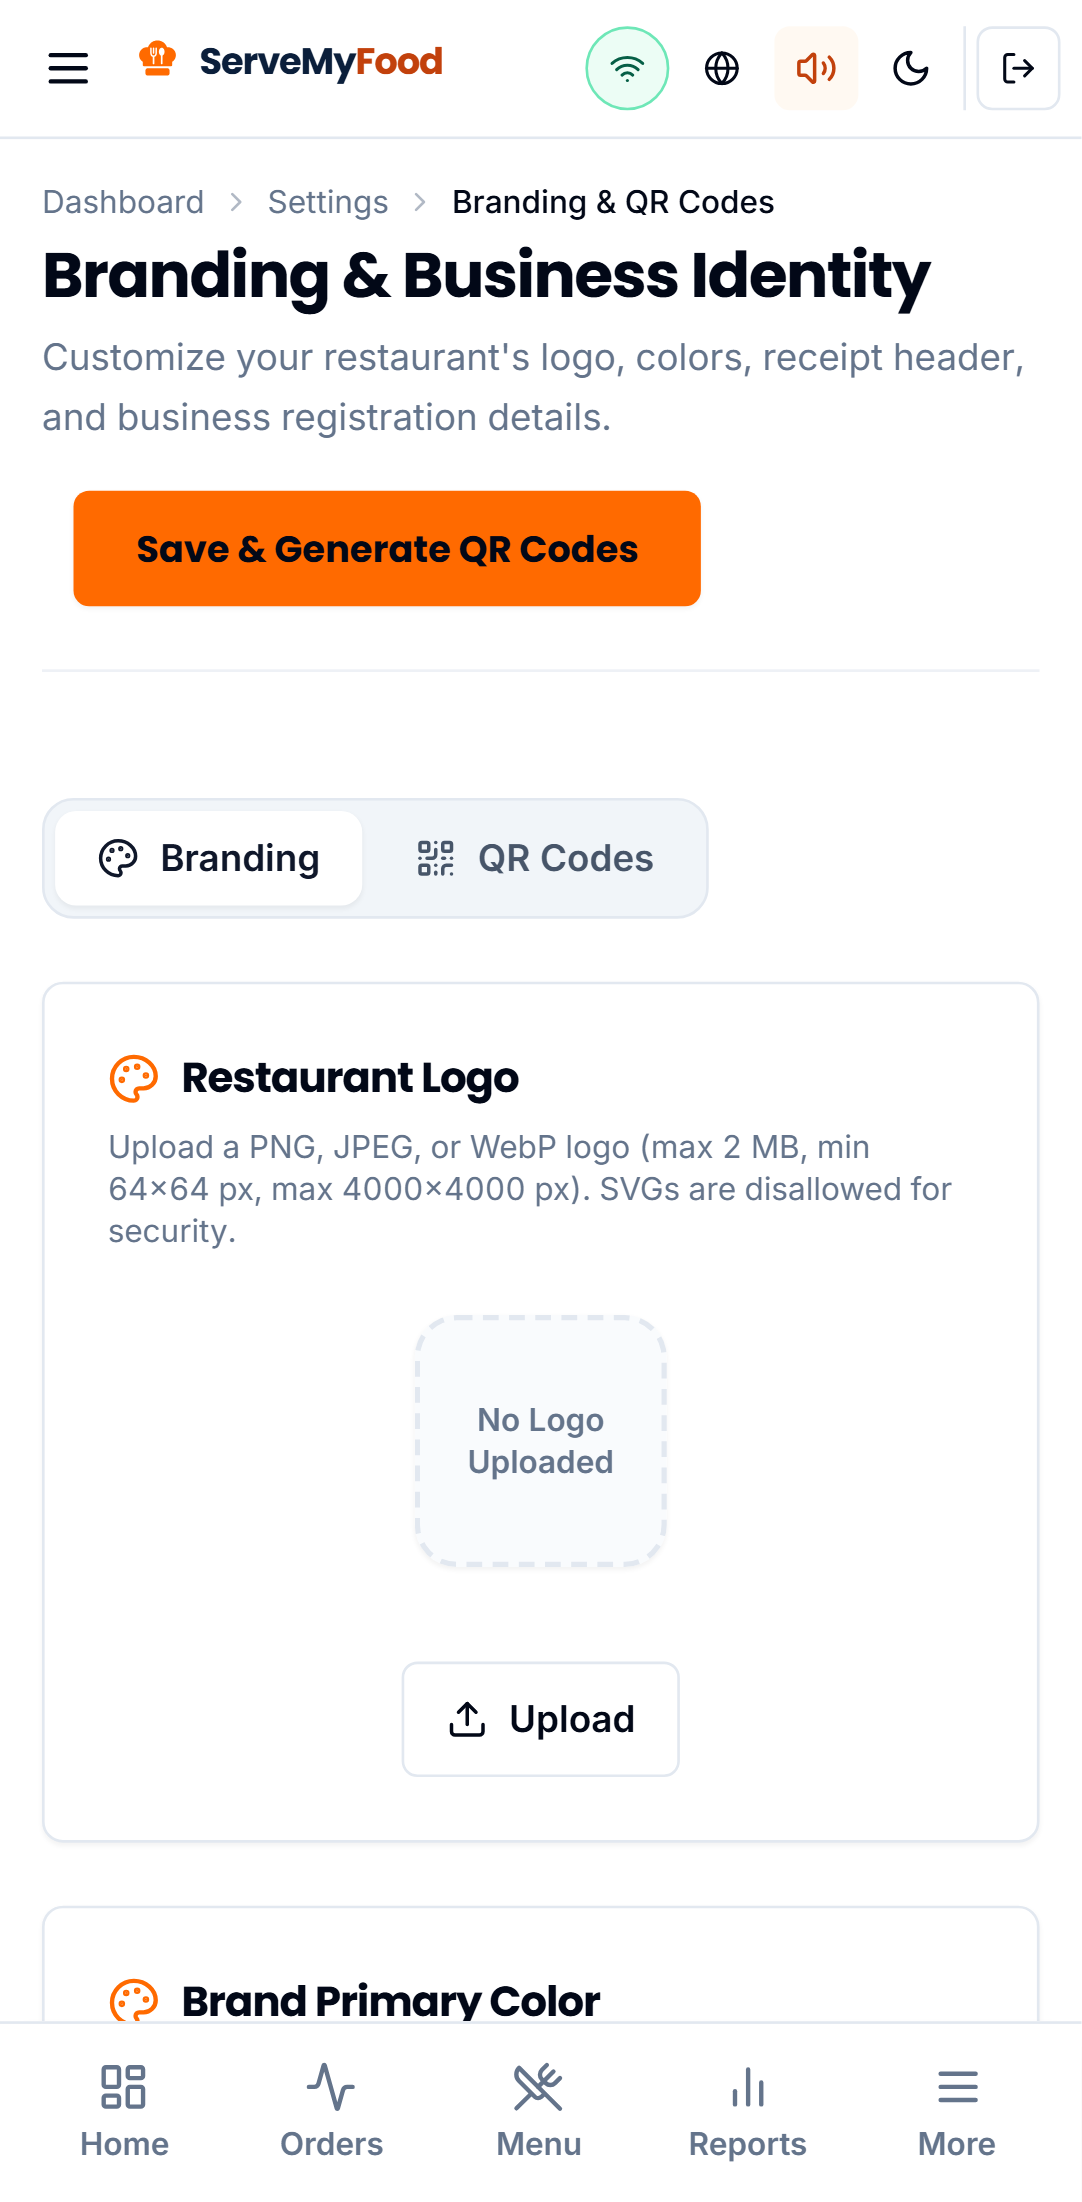 ServeMyFood
Dashboard > Settings > Branding & QR Codes
Branding & Business Identity
Customize your restaurant's logo, colors, receipt header,
and business registration details.
Save & Generate QR Codes
Branding
QR Codes
Restaurant Logo
Upload a PNG, JPEG, or WebP logo (max 2 MB, min
64×64 px, max 4000×4000 px). SVGs are disallowed for
security.
No Logo
Uploaded
Upload
Brand Primary Color
Home
Orders
Menu
Reports
More